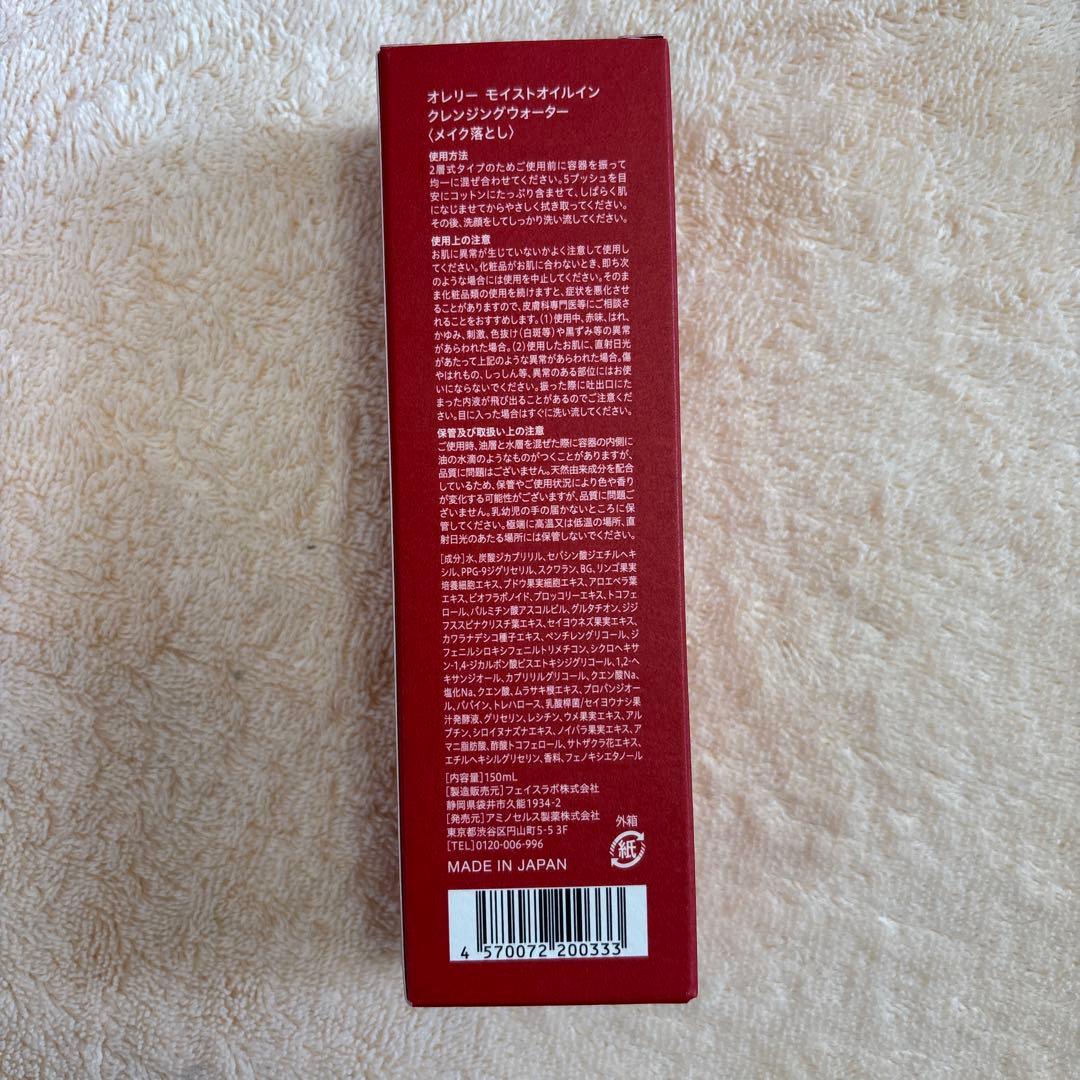 オレリー モイストオイルイン
クレンジングウォーター
〈メイク落とし〉
使用方法
2層式タイプのためご使用前に容器を振って
均一に混ぜ合わせてください。5プッシュを目
安にコットンにたっぷり含ませて、しばらく肌
になじませてからやさしく拭き取ってください。
その後、洗顔をしてしっかり洗い流してください。
使用上の注意
お肌に異常が生じていないかよく注意して使用し
てください。化粧品がお肌に合わないとき、即ち次
のような場合には使用を中止してください。そのま
ま化粧品類の使用を続けますと、症状を悪化させ
ることがありますので、皮膚科専門医等にご相談さ
れることをおすすめします。(1)使用中、赤味、はれ、
かゆみ、刺激、色抜け(白斑等)や黒ずみ等の異常
があらわれた場合。(2)使用したお肌に、直射日光
があたって上記のような異常があらわれた場合。傷
やはれもの、しっしん等、異常のある部位にはお使
いにならないでください。振った際に吐出口にた
まった内液が飛び出ることがあるのでご注意くだ
さい。目に入った場合はすぐに洗い流してください。
保管及び取扱い上の注意
ご使用時、油層と水層を混ぜた際に容器の内側に
油の水滴のようなものがつくことがありますが、
品質に問題はございません。天然由来成分を配合
しているため、保管やご使用状況により色や香り
が変化する可能性がございますが、品質に問題ご
ざいません。乳幼児の手の届かないところに保
管してください。極端に高温又は低温の場所、直
射日光のあたる場所には保管しないでください。
[成分]水、炭酸ジカプリリル、セバシン酸ジエチルヘキ
シル、PPG-9ジグリセリル、スクワラン、BG、リンゴ果実
培養細胞エキス、ブドウ果実細胞エキス、アロエベラ葉
エキス、ビオフラボノイド、ブロッコリーエキス、トコフェ
ロール、パルミチン酸アスコルビル、グルタチオン、ジジ
フススピナクリスチ葉エキス、セイヨウネズ果実エキス、
カワラナデシコ種子エキス、ペンチレングリコール、ジ
フェニルシロキシフェニルトリメチコン、シクロヘキサ
ン-1,4-ジカルボン酸ビスエトキシジグリコール、1,2-ヘ
キサンジオール、カプリリルグリコール、クエン酸Na、
塩化Na、クエン酸、ムラサキ根エキス、プロパンジオー
ル、パパイン、トレハロース、乳酸桿菌/セイヨウナシ果
汁発酵液、グリセリン、レシチン、ウメ果実エキス、アル
ブチン、シロイヌナズナエキス、ノイバラ果実エキス、ア
マニ脂肪酸、酢酸トコフェロール、サトザクラ花エキス、
エチルヘキシルグリセリン、香料、フェノキシエタノール
[内容量]150mL
[製造販売元]フェイスラボ株式会社
静岡県袋井市久能1934-2
[発売元]アミノセルス製薬株式会社
東京都渋谷区円山町5-5 3F
[TEL]0120-006-996
外箱
紙
MADE IN JAPAN
4 570072 200333